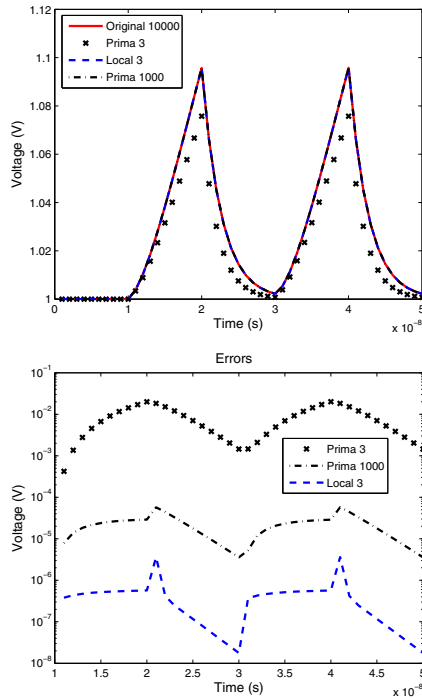 1.12
1.1
1.08
1.06
1.04
1.02
1
Voltage (V)
Original 10000
Prima 3
Local 3
Prima 1000
0 1 2 3 4 5
Time (s)
x 10⁻⁸
Errors
10⁻¹
10⁻²
10⁻³
10⁻⁴
10⁻⁵
10⁻⁶
10⁻⁷
10⁻⁸
Voltage (V)
Prima 3
Prima 1000
Local 3
1 1.5 2 2.5 3 3.5 4 4.5 5
Time (s)
x 10⁻⁸